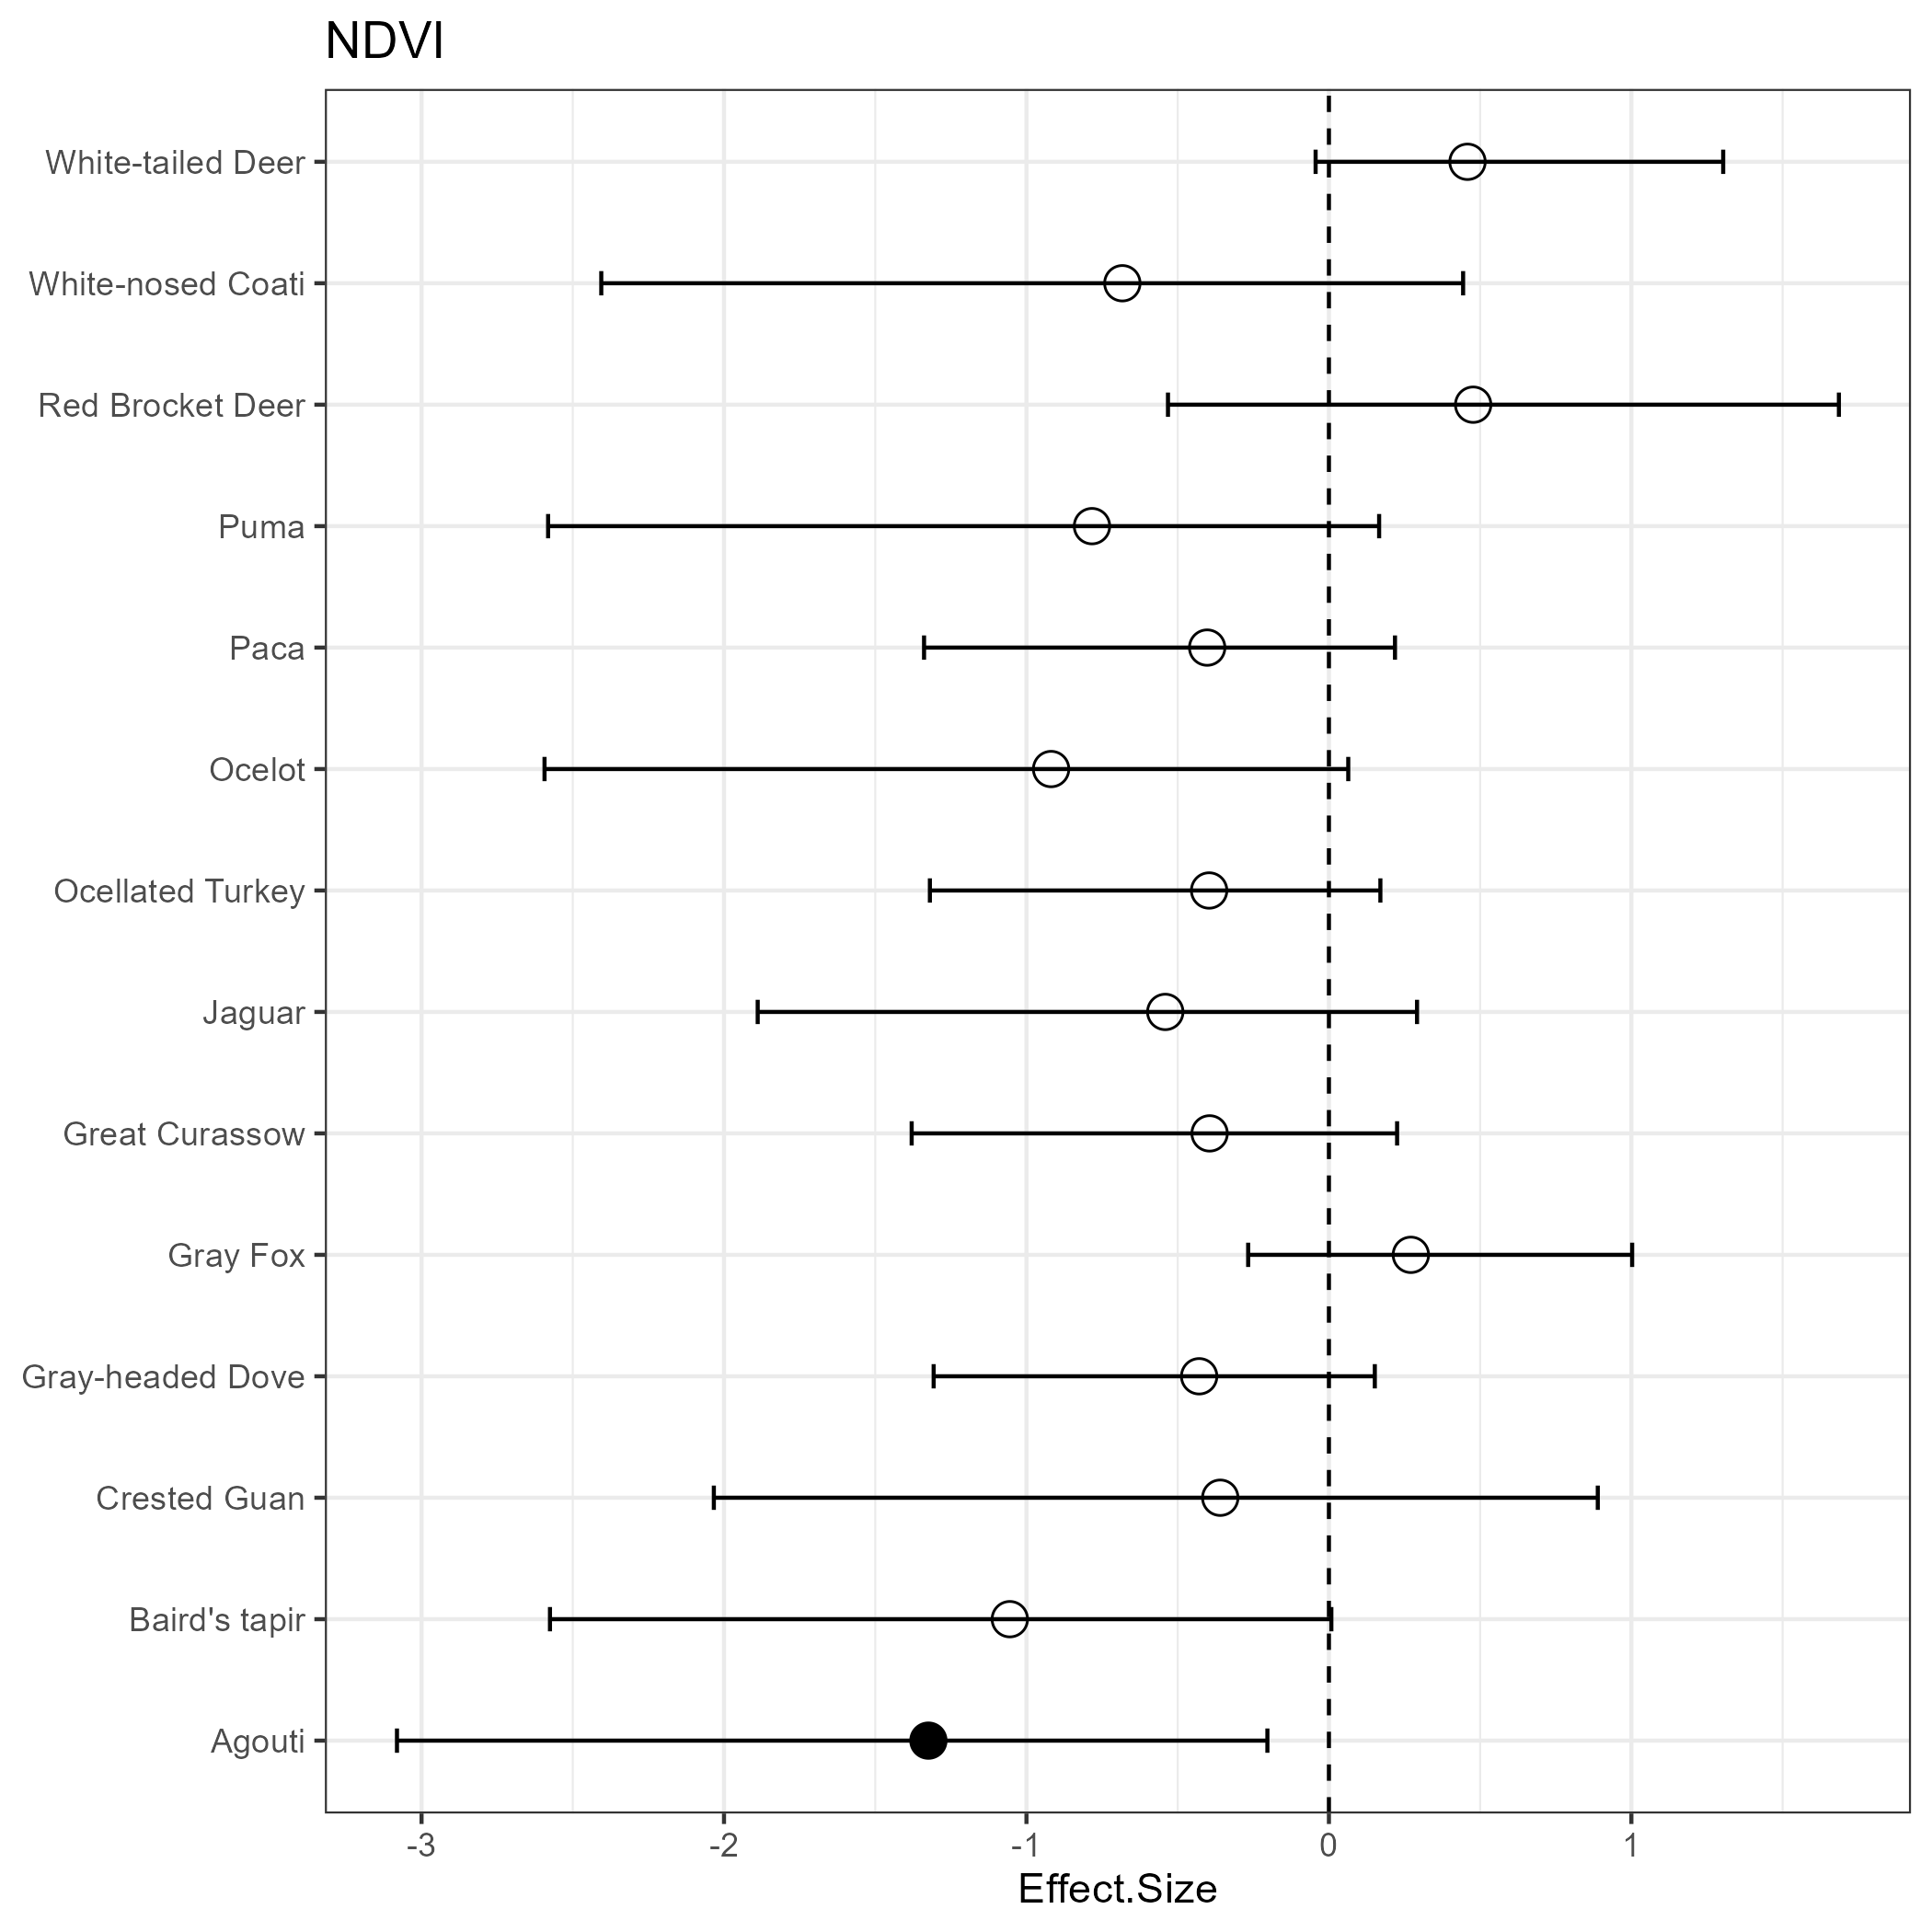 NDVI
White-tailed Deer
White-nosed Coati
Red Brocket Deer
Puma
Paca
Ocelot
Ocellated Turkey
Jaguar
Great Curassow
Gray Fox
Gray-headed Dove
Crested Guan
Baird's tapir
Agouti
-3 -2 -1 0 1
Effect.Size